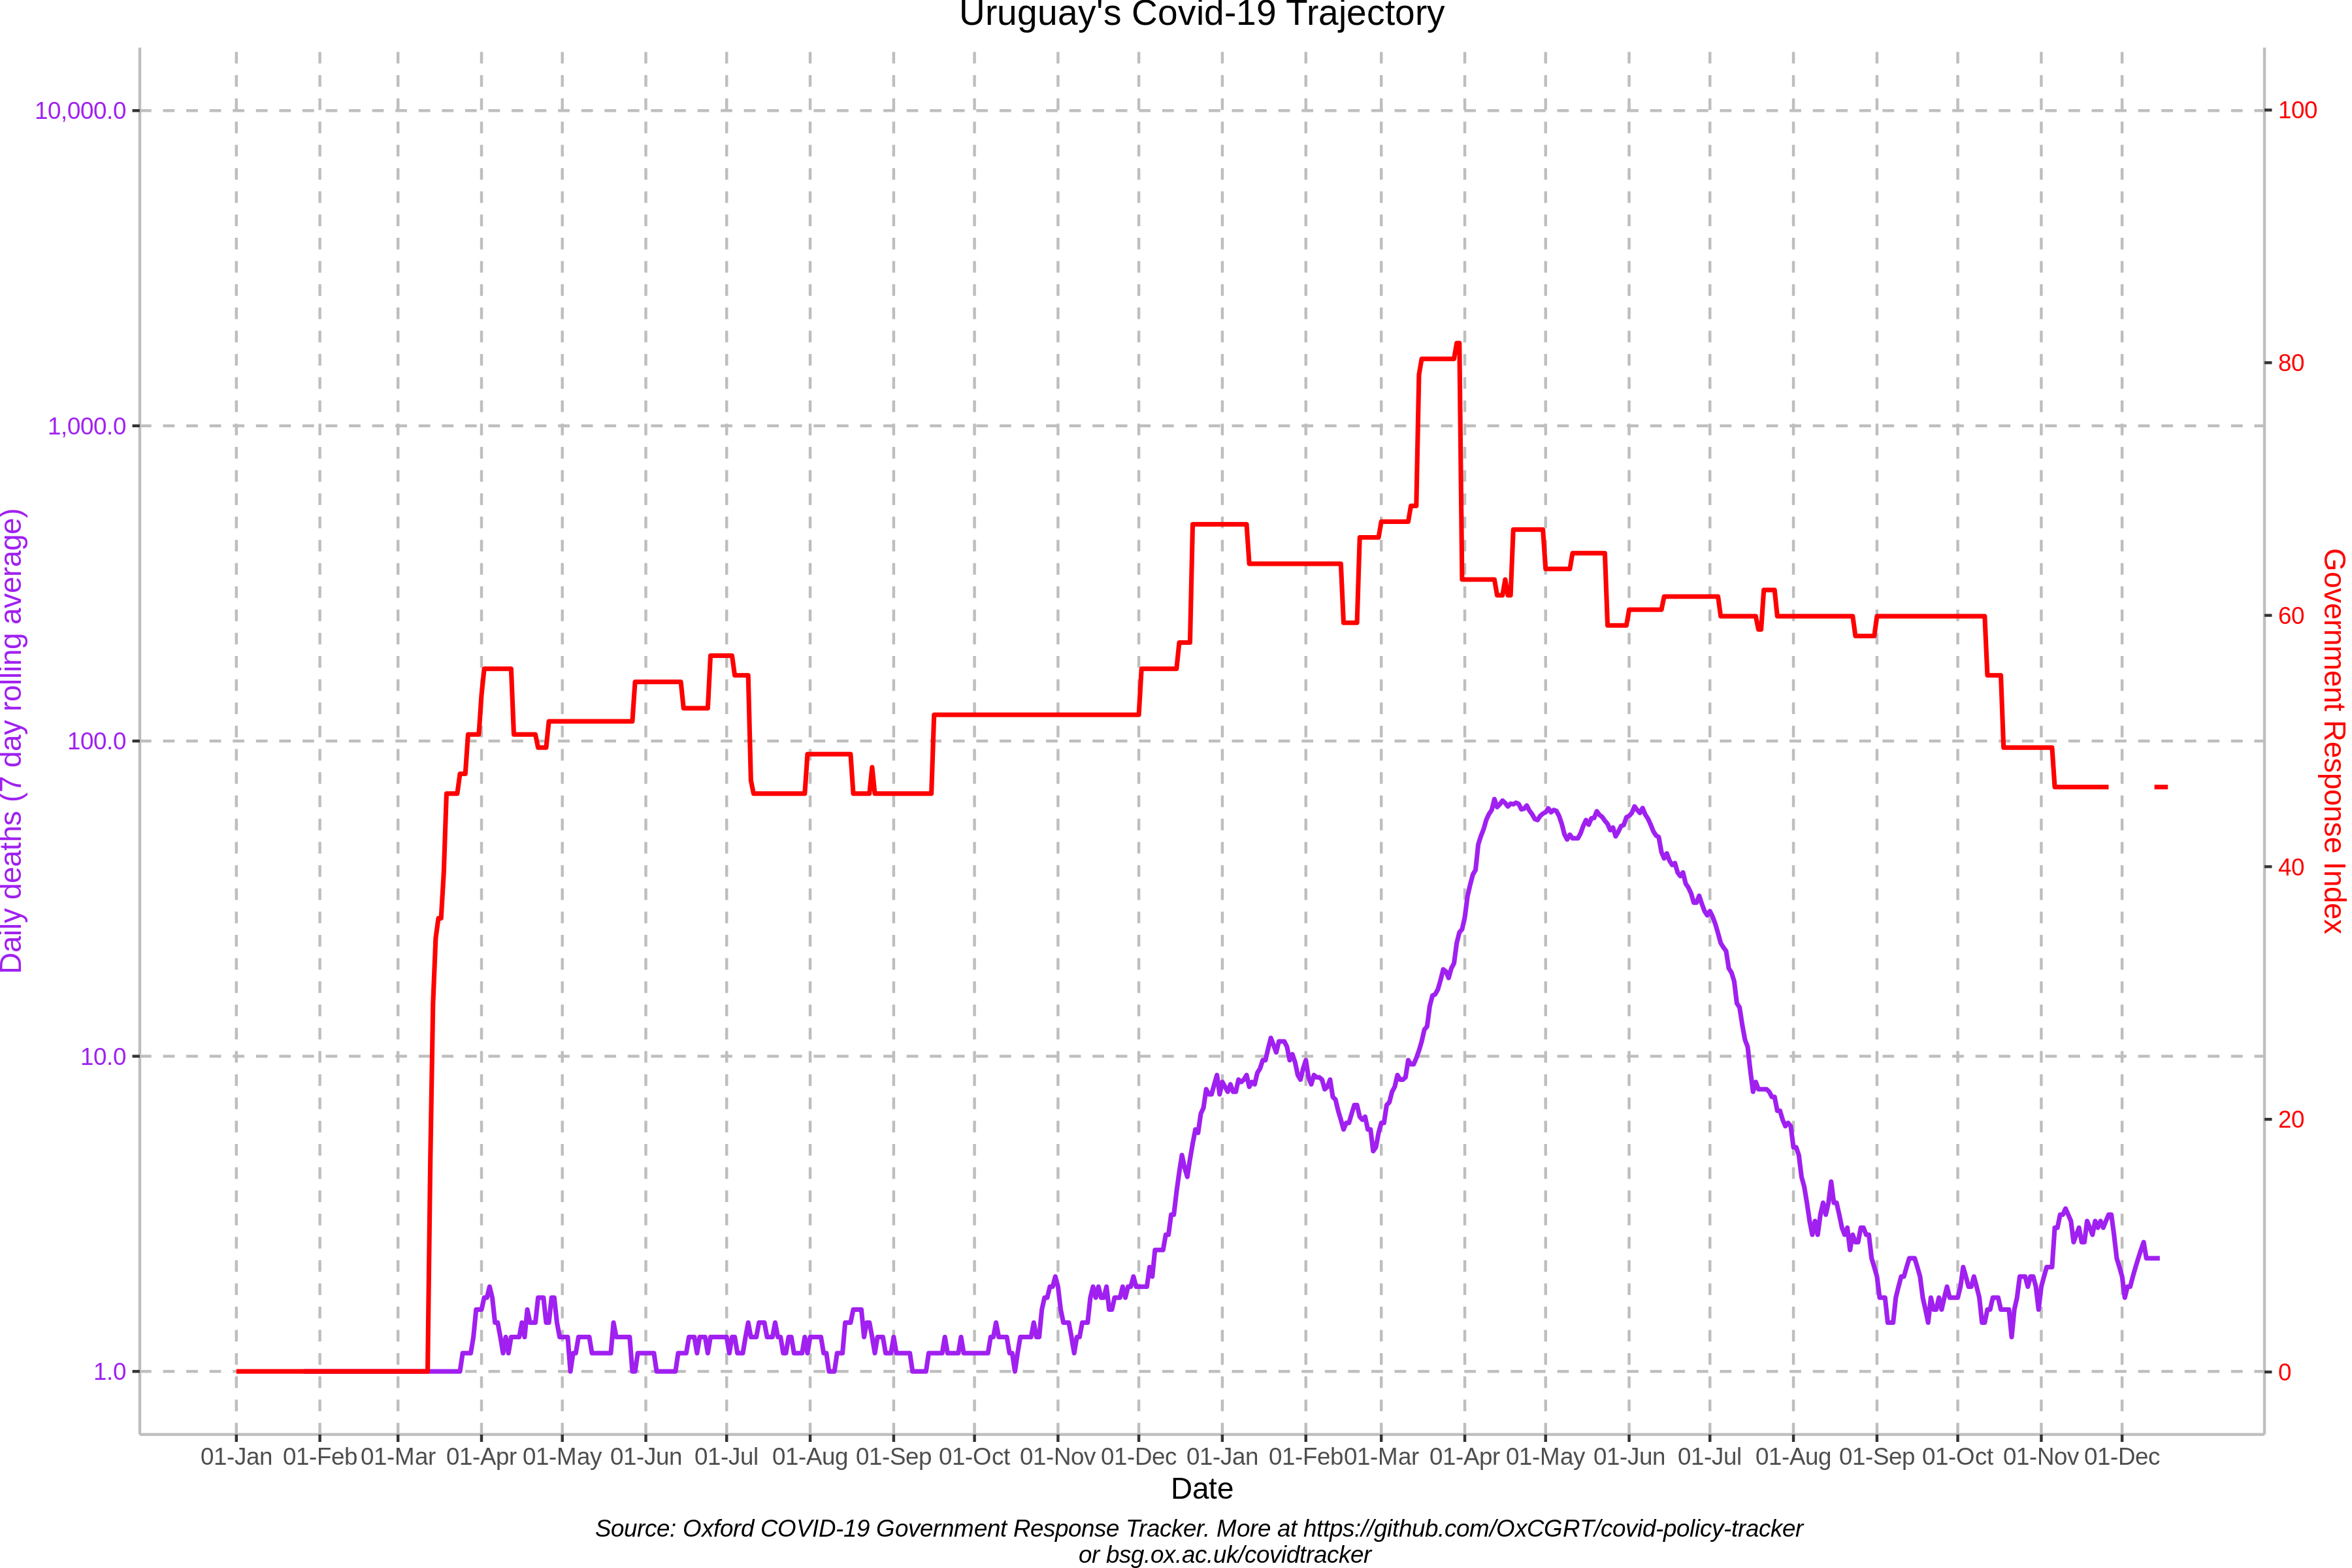 Uruguay's Covid-19 Trajectory
10,000.0
1,000.0
100.0
10.0
1.0
Daily deaths (7 day rolling average)
100
80
60
40
20
0
Government Response Index
01-Jan 01-Feb 01-Mar 01-Apr 01-May 01-Jun 01-Jul 01-Aug 01-Sep 01-Oct 01-Nov 01-Dec 01-Jan 01-Feb 01-Mar 01-Apr 01-May 01-Jun 01-Jul 01-Aug 01-Sep 01-Oct 01-Nov 01-Dec
Date
Source: Oxford COVID-19 Government Response Tracker. More at https://github.com/OxCGRT/covid-policy-tracker
or bsg.ox.ac.uk/covidtracker